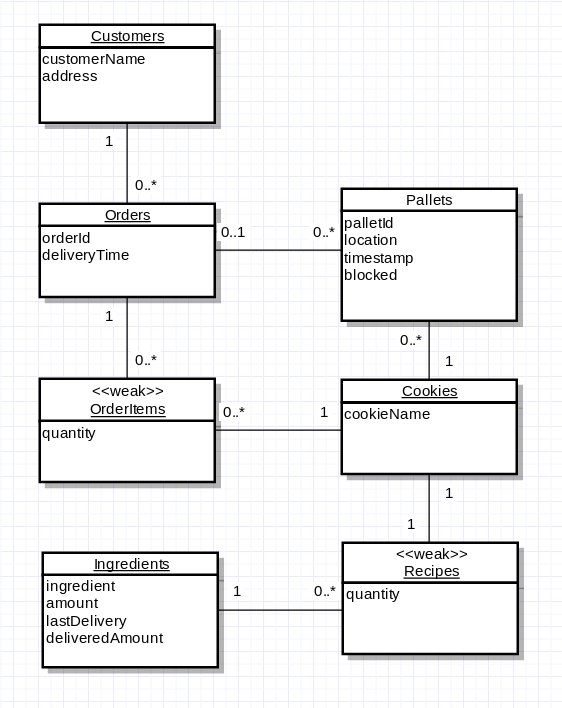 Customers
customerName
address
1
0..*
Orders
orderId
deliveryTime
0..1
0..*
Pallets
palletId
location
timestamp
blocked
1
0..*
0..*
1
<<weak>>
OrderItems
quantity
0..*
1
Cookies
cookieName
1
1
Ingredients
ingredient
amount
lastDelivery
deliveredAmount
1
0..*
<<weak>>
Recipes
quantity